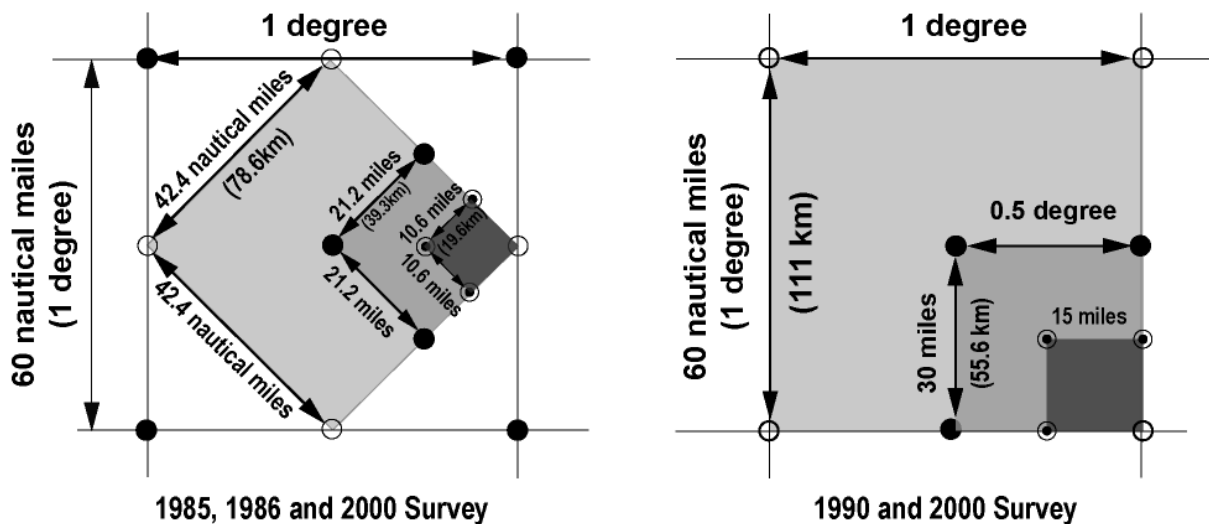 1 degree
60 nautical mailes
(1 degree)
42.4 nautical miles
(78.6km)
21.2 miles
(39.3km)
10.6 miles
(19.6km)
10.6 miles
21.2 miles
42.4 nautical miles
1985, 1986 and 2000 Survey
1 degree
60 nautical miles
(1 degree)
(111 km)
0.5 degree
30 miles
(55.6 km)
15 miles
1990 and 2000 Survey